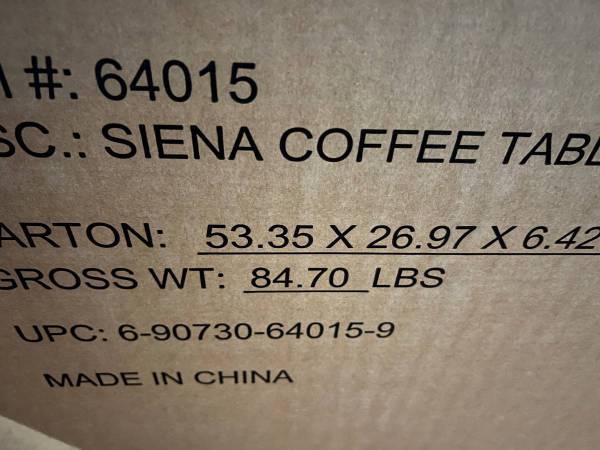 #: 64015
SC.: SIENA COFFEE TABL
ARTON: 53.35 X 26.97 X 6.42
GROSS WT: 84.70 LBS
UPC: 6-90730-64015-9
MADE IN CHINA